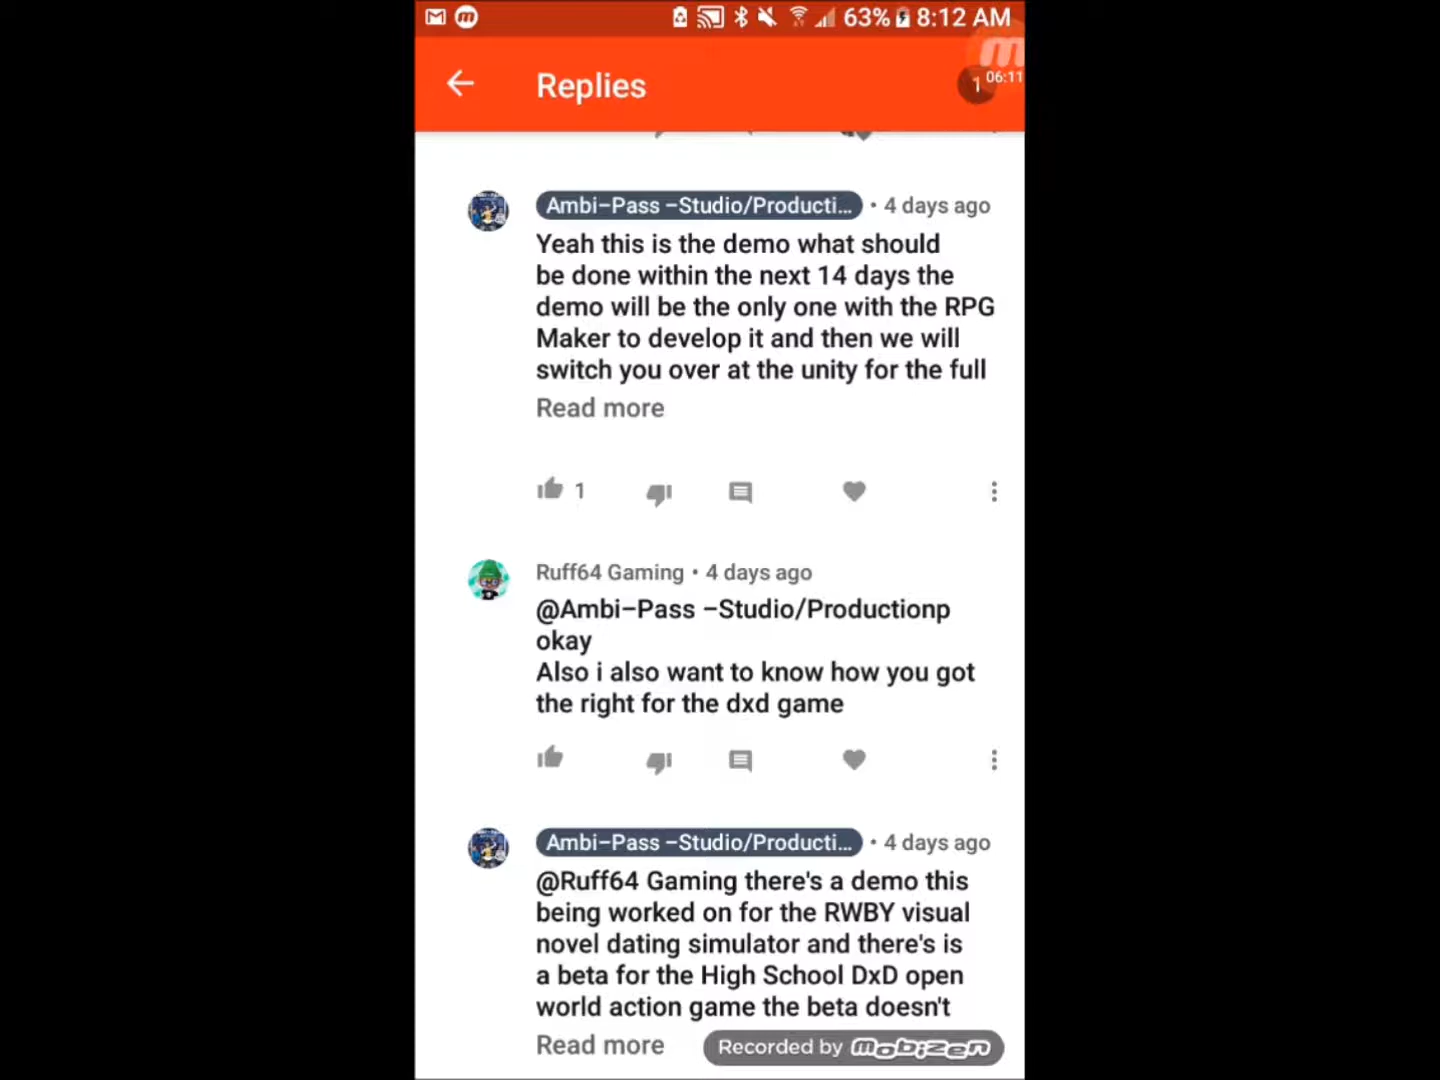 63% 8:12 AM
Replies
1 06:11
Ambi–Pass –Studio/Producti... • 4 days ago
Yeah this is the demo what should
be done within the next 14 days the
demo will be the only one with the RPG
Maker to develop it and then we will
switch you over at the unity for the full
Read more
1
Ruff64 Gaming • 4 days ago
@Ambi–Pass –Studio/Productionp
okay
Also i also want to know how you got
the right for the dxd game
Ambi–Pass –Studio/Producti... • 4 days ago
@Ruff64 Gaming there's a demo this
being worked on for the RWBY visual
novel dating simulator and there's is
a beta for the High School DxD open
world action game the beta doesn't
Read more
Recorded by mobizen